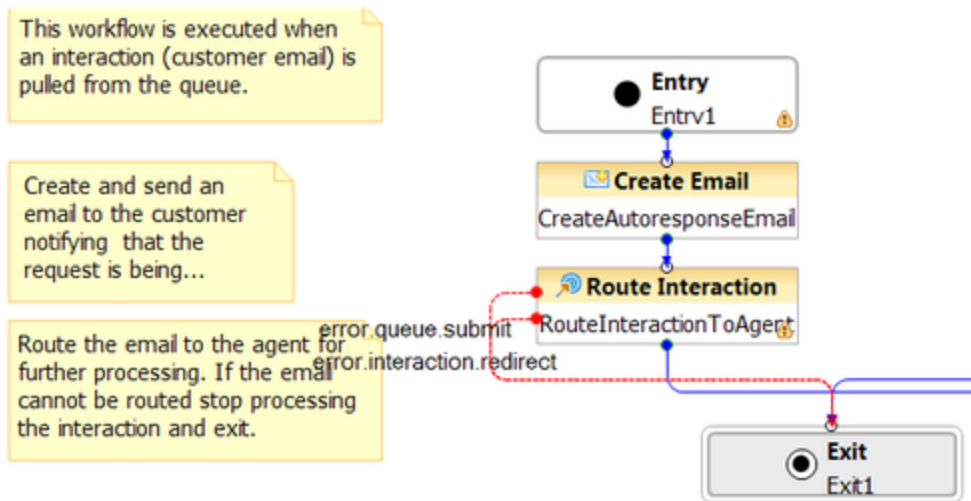 This workflow is executed when
an interaction (customer email) is
pulled from the queue.
Entry
Entry1
Create and send an
email to the customer
notifying that the
request is being...
Create Email
CreateAutoresponseEmail
Route Interaction
RouteInteractionToAgent
error.queue.submit
error.interaction.redirect
Route the email to the agent for
further processing. If the email
cannot be routed stop processing
the interaction and exit.
Exit
Exit1